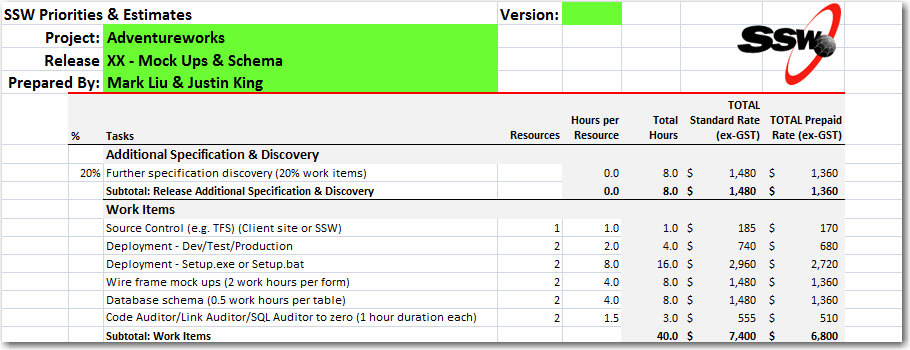 SSW Priorities & Estimates Version:
Project: Adventureworks
Release XX - Mock Ups & Schema
Prepared By: Mark Liu & Justin King
SSW
% Tasks Resources Hours per Resource Total Hours TOTAL Standard Rate (ex-GST) TOTAL Prepaid Rate (ex-GST)
Additional Specification & Discovery
20% Further specification discovery (20% work items) 0.0 8.0 $ 1,480 $ 1,360
Subtotal: Release Additional Specification & Discovery 0.0 8.0 $ 1,480 $ 1,360
Work Items
Source Control (e.g. TFS) (Client site or SSW) 1 1.0 1.0 $ 185 $ 170
Deployment - Dev/Test/Production 2 2.0 4.0 $ 740 $ 680
Deployment - Setup.exe or Setup.bat 2 8.0 16.0 $ 2,960 $ 2,720
Wire frame mock ups (2 work hours per form) 2 4.0 8.0 $ 1,480 $ 1,360
Database schema (0.5 work hours per table) 2 4.0 8.0 $ 1,480 $ 1,360
Code Auditor/Link Auditor/SQL Auditor to zero (1 hour duration each) 2 1.5 3.0 $ 555 $ 510
Subtotal: Work Items 40.0 $ 7,400 $ 6,800